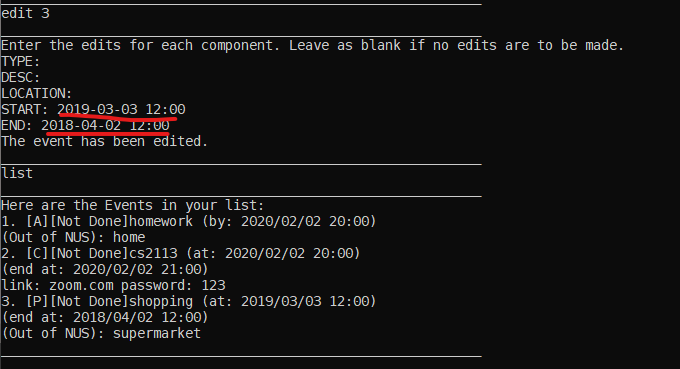 edit 3
Enter the edits for each component. Leave as blank if no edits are to be made.
TYPE:
DESC:
LOCATION:
START: 2019-03-03 12:00
END: 2018-04-02 12:00
The event has been edited.
list
Here are the Events in your list:
1. [A][Not Done]homework (by: 2020/02/02 20:00)
(Out of NUS): home
2. [C][Not Done]cs2113 (at: 2020/02/02 20:00)
(end at: 2020/02/02 21:00)
link: zoom.com password: 123
3. [P][Not Done]shopping (at: 2019/03/03 12:00)
(end at: 2018/04/02 12:00)
(Out of NUS): supermarket